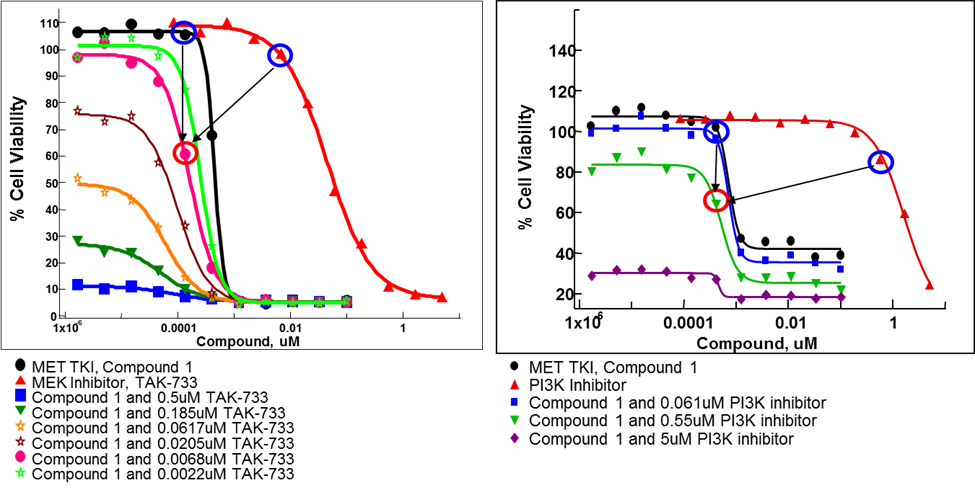 110
100
90
80
70
60
50
40
30
20
10
0
% Cell Viability
1x10⁶ 0.0001 0.01 1
Compound, uM
MET TKI, Compound 1
MEK Inhibitor, TAK-733
Compound 1 and 0.5uM TAK-733
Compound 1 and 0.185uM TAK-733
Compound 1 and 0.0617uM TAK-733
Compound 1 and 0.0205uM TAK-733
Compound 1 and 0.0068uM TAK-733
Compound 1 and 0.0022uM TAK-733
140
120
100
80
60
40
20
% Cell Viability
1x10⁶ 0.0001 0.01 1
Compound, uM
MET TKI, Compound 1
PI3K Inhibitor
Compound 1 and 0.061uM PI3K inhibitor
Compound 1 and 0.55uM PI3K inhibitor
Compound 1 and 5uM PI3K inhibitor